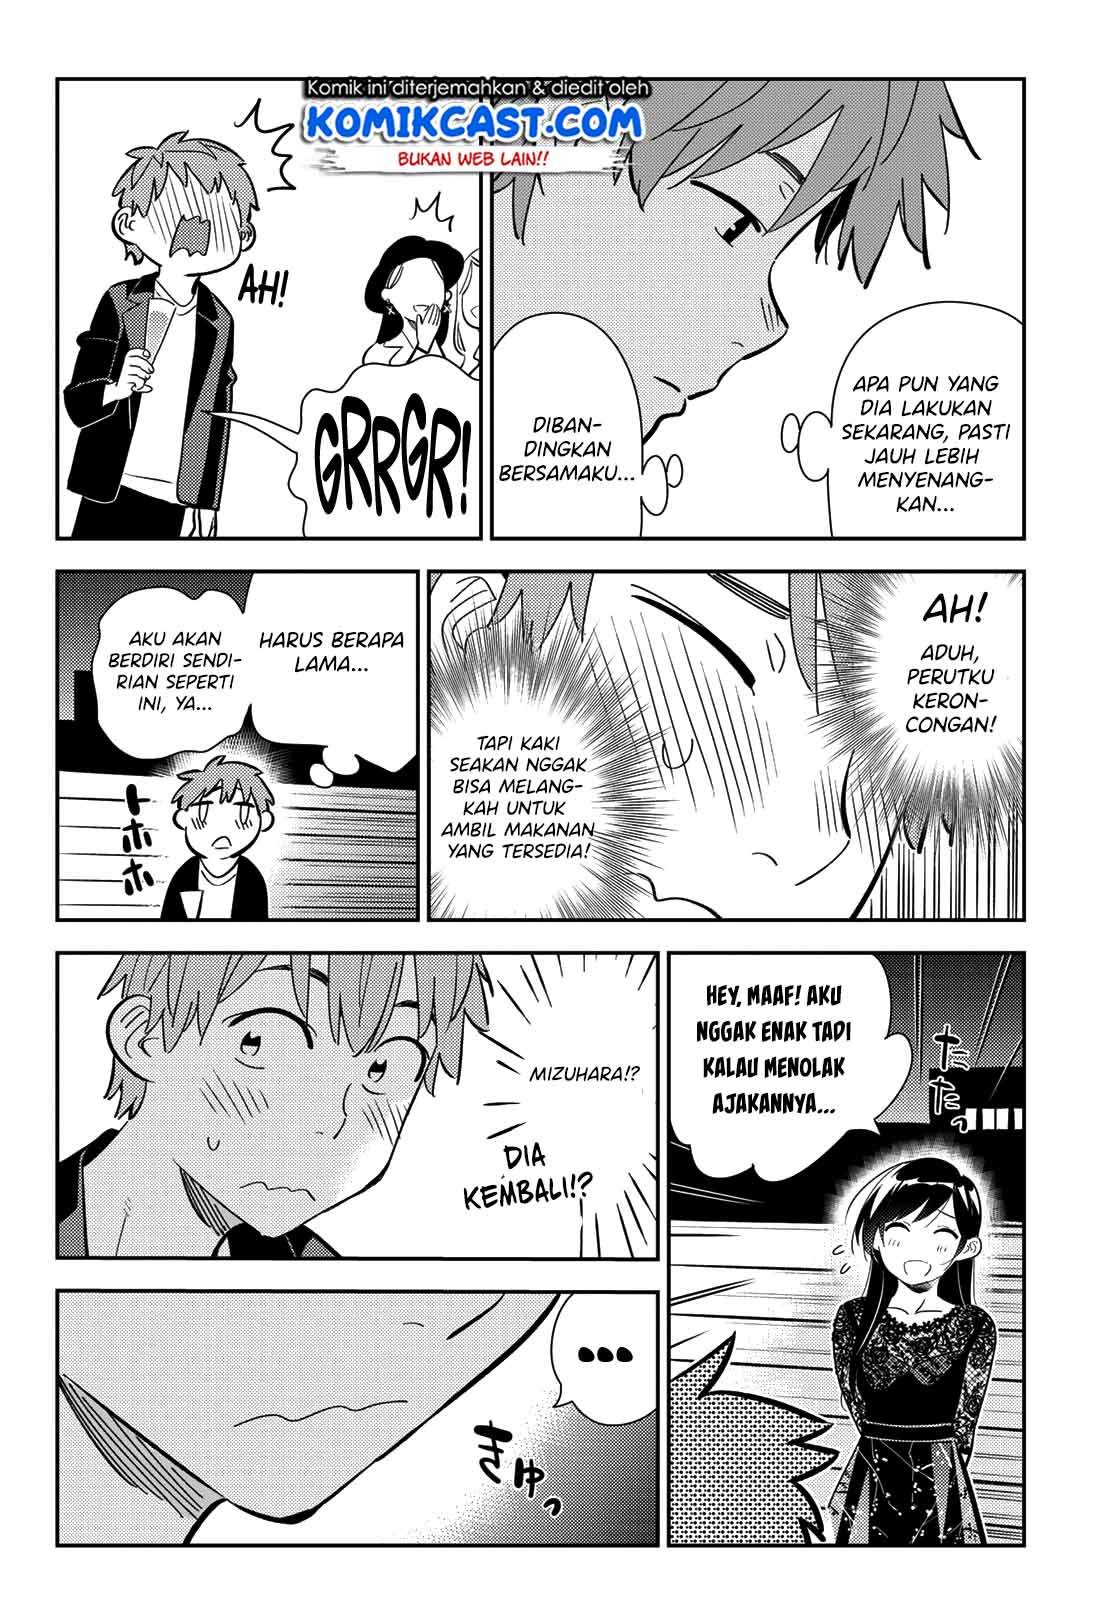 Komik ini diterjemahkan & diedit oleh
KOMIKCAST.COM
BUKAN WEB LAIN!!
APA PUN YANG
DIA LAKUKAN
SEKARANG, PASTI
JAUH LEBIH
MENYENANG-
KAN...
DIBAN-
DINGKAN
BERSAMAKU...
AH!
GRRGR!
AH!
ADUH,
PERUTKU
KERON-
CONGAN!
TAPI KAKI
SEAKAN NGGAK
BISA MELANG-
KAH UNTUK
AMBIL MAKANAN
YANG TERSEDIA!
HARUS BERAPA
LAMA...
AKU AKAN
BERDIRI SENDI-
RIAN SEPERTI
INI, YA...
トホホ
HEY, MAAF! AKU
NGGAK ENAK TADI
KALAU MENOLAK
AJAKANNYA...
たたっ
MIZUHARA!?
DIA
KEMBALI!?
...
きゅっ